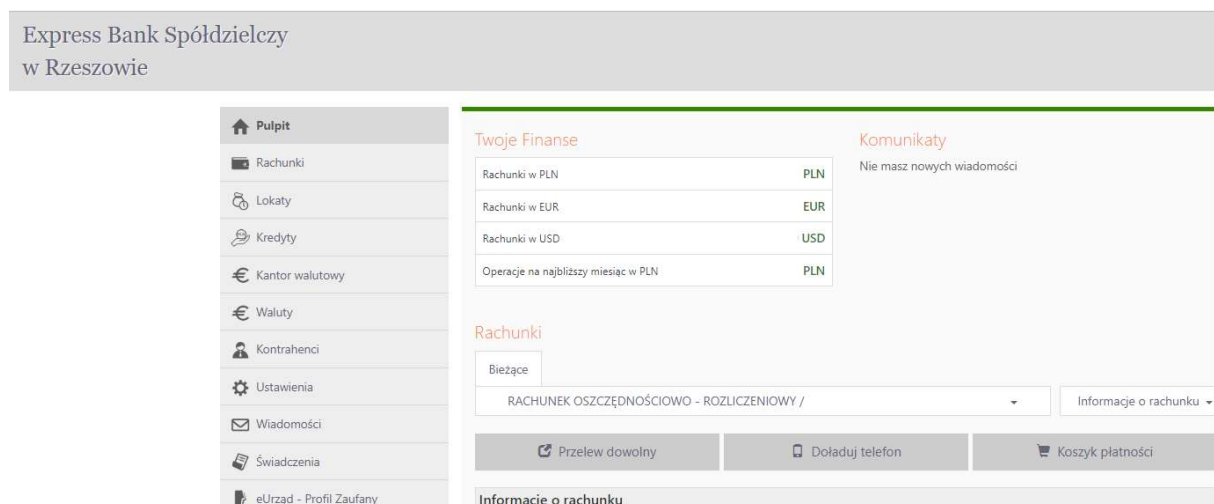 Express Bank Spółdzielczy
w Rzeszowie
Pulpit
Rachunki
Lokaty
Kredyty
Kantor walutowy
Waluty
Kontrahenci
Ustawienia
Wiadomości
Świadczenia
eUrząd - Profil Zaufany
Twoje Finanse
Rachunki w PLN PLN
Rachunki w EUR EUR
Rachunki w USD USD
Operacje na najbliższy miesiąc w PLN PLN
Komunikaty
Nie masz nowych wiadomości
Rachunki
Bieżące
RACHUNEK OSZCZĘDNOŚCIOWO - ROZLICZENIOWY /
Informacje o rachunku
Przelew dowolny
Doładuj telefon
Koszyk płatności
Informacje o rachunku